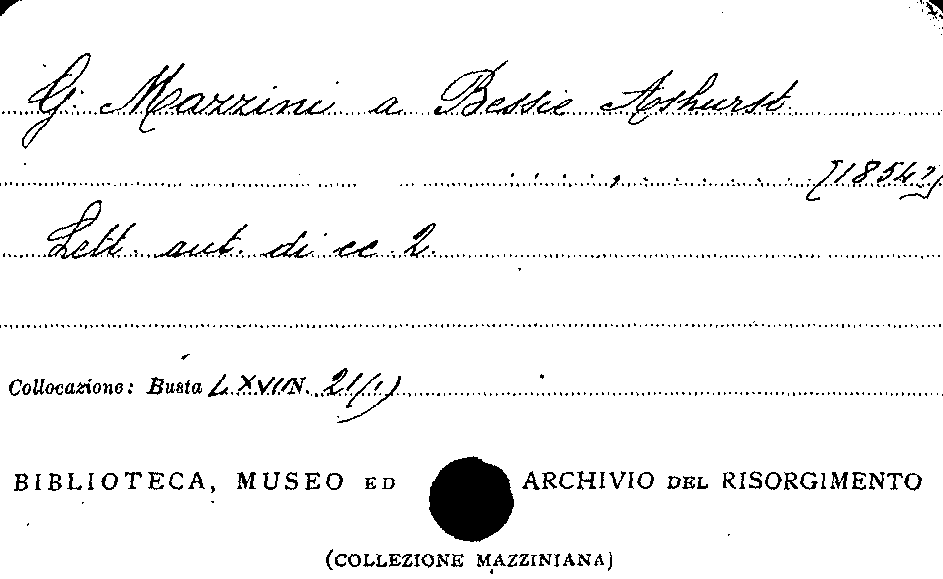 G. Mazzini a Bessie Ashurst
[1854?]
Lett. aut. di cc. 2.
Collocazione: Busta LXVII N. 21/1)
BIBLIOTECA, MUSEO ED ARCHIVIO DEL RISORGIMENTO
(COLLEZIONE MAZZINIANA)